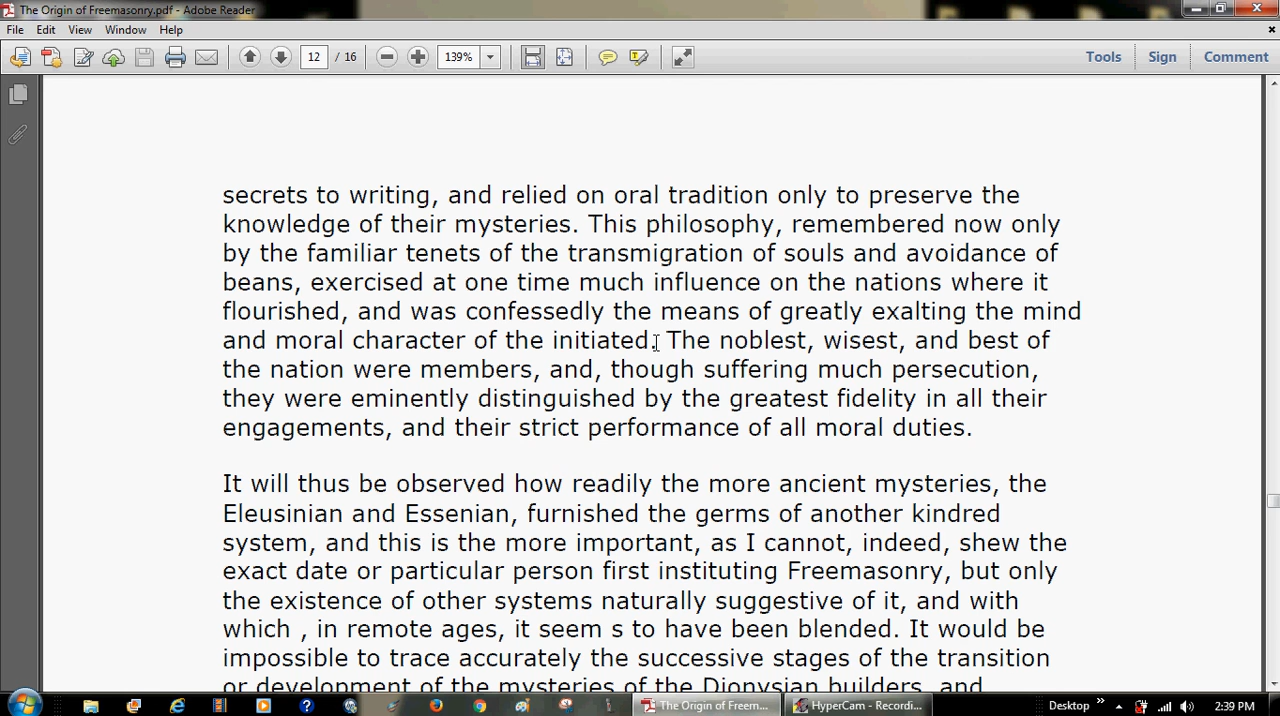 The Origin of Freemasonry.pdf - Adobe Reader
File Edit View Window Help
12 / 16 139% Tools Sign Comment
secrets to writing, and relied on oral tradition only to preserve the
knowledge of their mysteries. This philosophy, remembered now only
by the familiar tenets of the transmigration of souls and avoidance of
beans, exercised at one time much influence on the nations where it
flourished, and was confessedly the means of greatly exalting the mind
and moral character of the initiated. The noblest, wisest, and best of
the nation were members, and, though suffering much persecution,
they were eminently distinguished by the greatest fidelity in all their
engagements, and their strict performance of all moral duties.
It will thus be observed how readily the more ancient mysteries, the
Eleusinian and Essenian, furnished the germs of another kindred
system, and this is the more important, as I cannot, indeed, shew the
exact date or particular person first instituting Freemasonry, but only
the existence of other systems naturally suggestive of it, and with
which , in remote ages, it seem s to have been blended. It would be
impossible to trace accurately the successive stages of the transition
or development of the mysteries of the Dionysian builders, and
The Origin of Freem... HyperCam - Recordi... Desktop » 2:39 PM